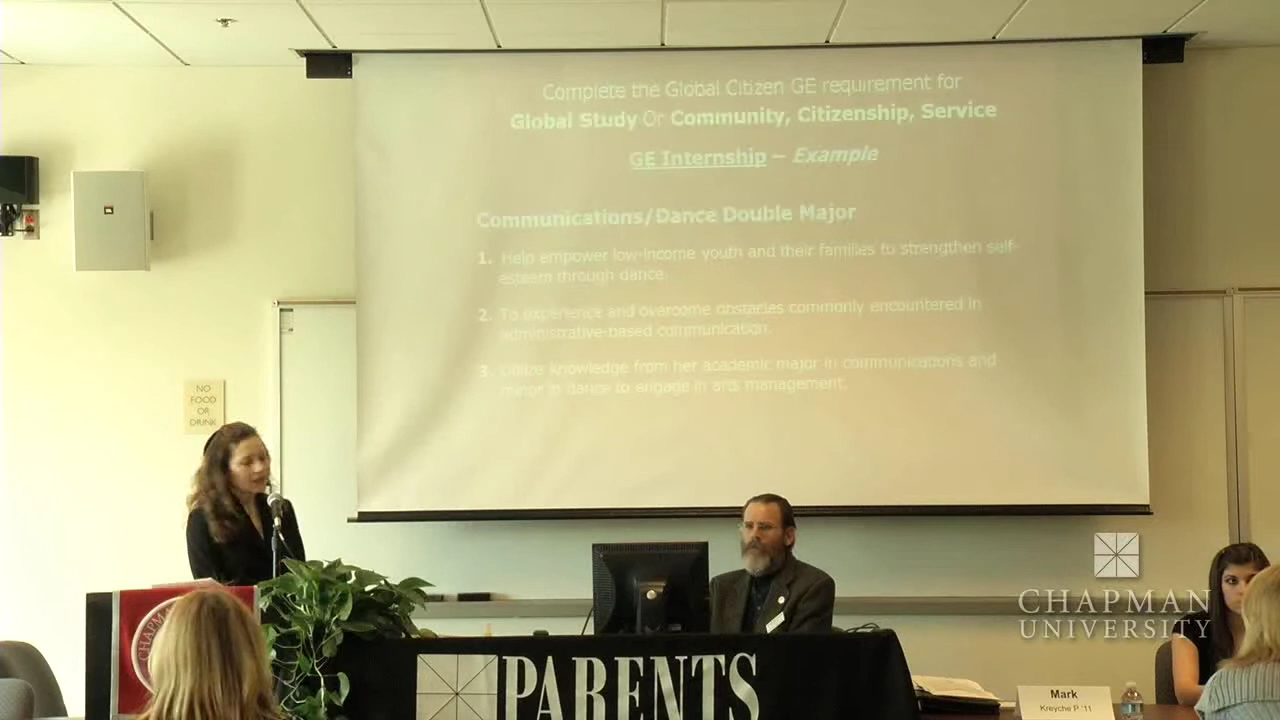 Complete the Global Citizen GE requirement for
Global Study Or Community, Citizenship, Service
GE Internship – Example
Communications/Dance Double Major
1. Help empower low-income youth and their families to strengthen self-
esteem through dance.
2. To experience and overcome obstacles commonly encountered in
administrative-based communication.
3. Utilize knowledge from her academic major in communications and
minor in dance to engage in arts management.
NO
FOOD
OR
DRINK
CHAPM
PARENTS
CHAPMAN
UNIVERSITY
Mark
Kreyche P '11